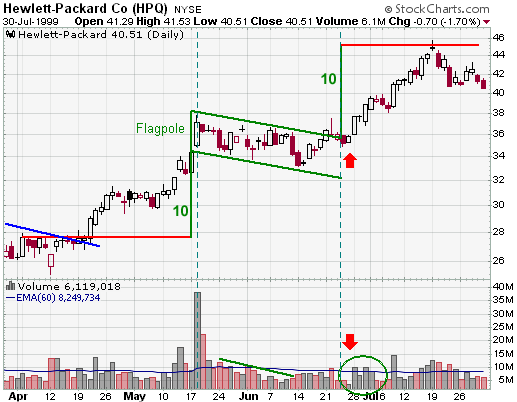 Hewlett-Packard Co (HPQ) NYSE © StockCharts.com
30-Jul-1999 Open 41.29 High 41.53 Low 40.51 Close 40.51 Volume 6.1M Chg -0.70 (-1.70%)
Hewlett-Packard 40.51 (Daily)
46
44
42
40
38
36
34
32
30
28
26
10
Flagpole
10
Volume 6,119,018
EMA(60) 8,249,734
40M
35M
30M
25M
20M
15M
10M
5M
Apr 12 19 26 May 10 17 24 Jun 7 14 21 Jul 6 12 19 26